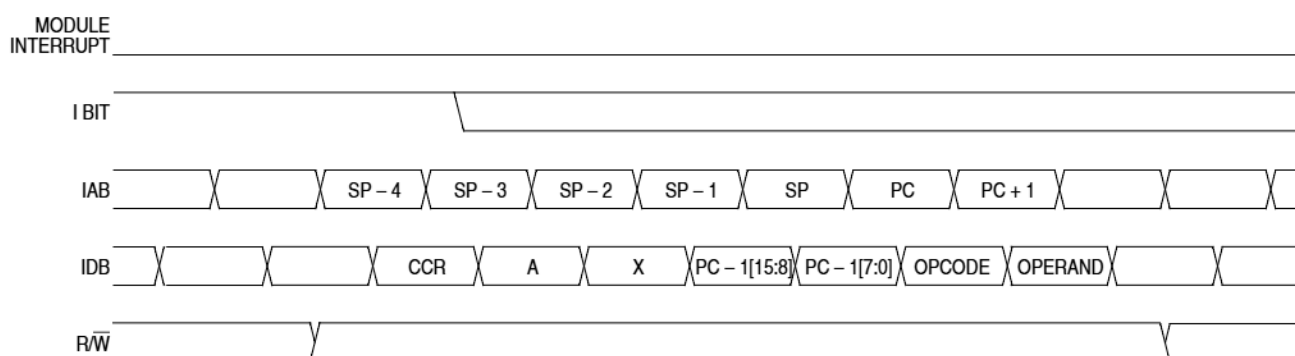 MODULE
INTERRUPT
I BIT
IAB SP – 4 SP – 3 SP – 2 SP – 1 SP PC PC + 1
IDB CCR A X PC – 1[15:8] PC – 1[7:0] OPCODE OPERAND
R/W̅